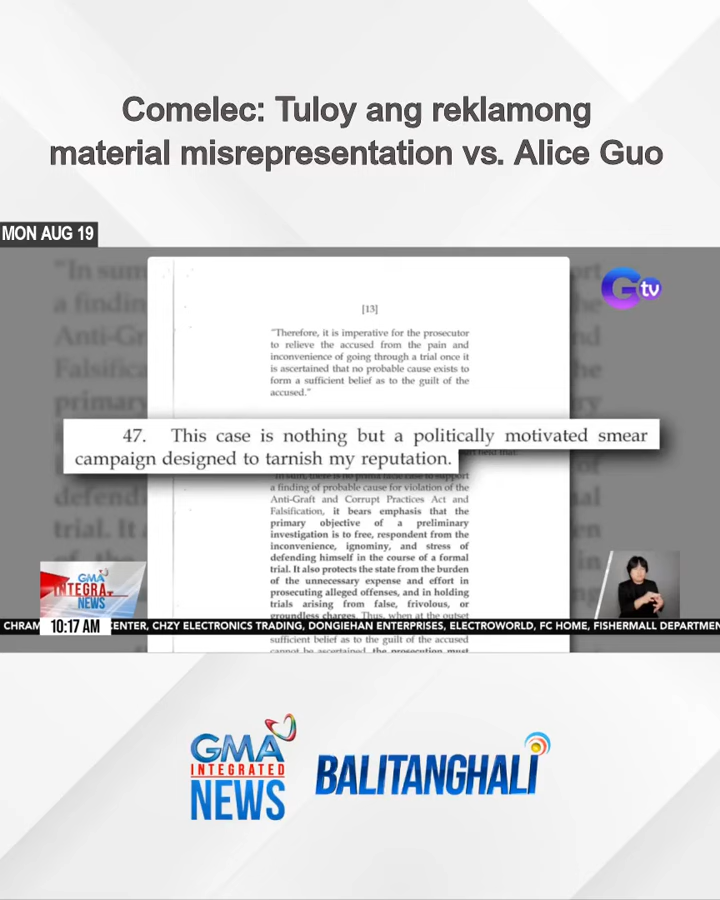 Comelec: Tuloy ang reklamong
material misrepresentation vs. Alice Guo
MON AUG 19
G tv
[13]
"Therefore, it is imperative for the prosecutor
to relieve the accused from the pain and
inconvenience of going through a trial once it
is ascertained that no probable cause exists to
form a sufficient belief as to the guilt of the
accused."
47. This case is nothing but a politically motivated smear
campaign designed to tarnish my reputation.
a finding of probable cause for violation of the
Anti-Graft and Corrupt Practices Act and
Falsification, it bears emphasis that the
primary objective of a preliminary
investigation is to free, respondent from the
inconvenience, ignominy, and stress of
defending himself in the course of a formal
trial. It also protects the state from the burden
of the unnecessary expense and effort in
prosecuting alleged offenses, and in holding
trials arising from false, frivolous, or
groundless charges. Thus, when at the outset
sufficient belief as to the guilt of the accused
cannot be ascertained, the prosecution must
"In sum
a findin
Anti-Gr
Falsifica
primary
defendi
trial. It
GMA
INTEGRA
NEWS
10:17 AM
CHRAM
ENTER, CHZY ELECTRONICS TRADING, DONGIEHAN ENTERPRISES, ELECTROWORLD, FC HOME, FISHERMALL DEPARTMEN
GMA
INTEGRATED
NEWS
BALITANGHALI